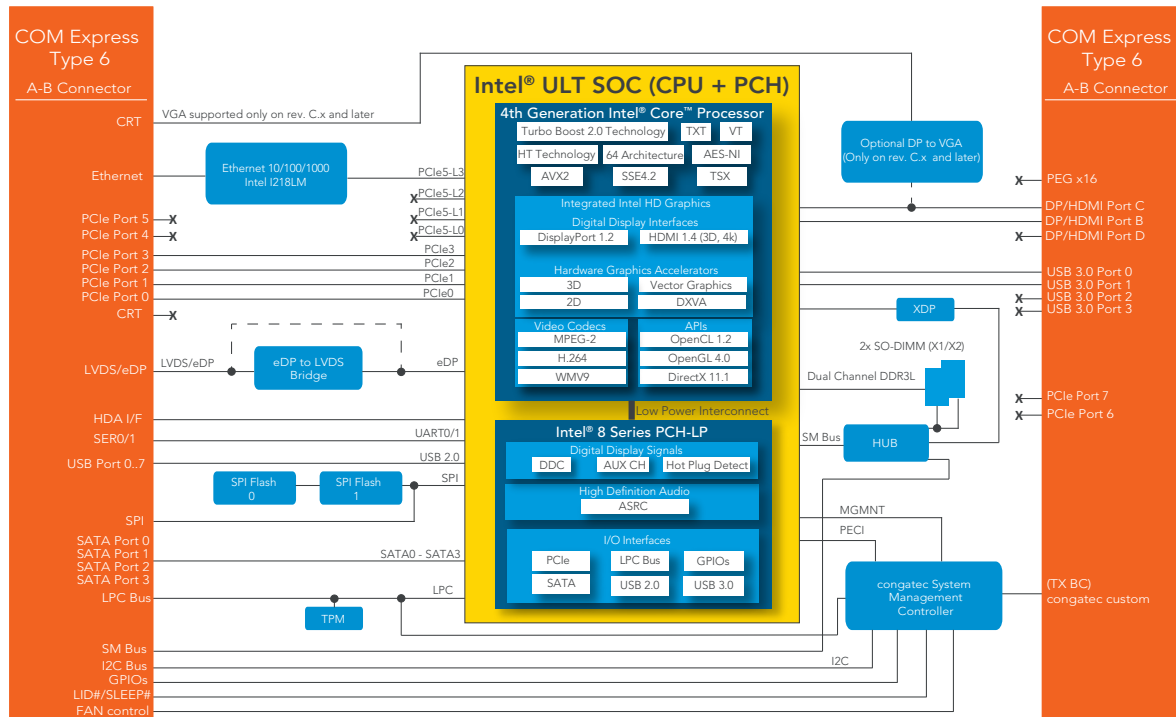 COM Express
Type 6
A-B Connector
CRT
Ethernet
PCIe Port 5
PCIe Port 4
PCIe Port 3
PCIe Port 2
PCIe Port 1
PCIe Port 0
CRT
LVDS/eDP
HDA I/F
SER0/1
USB Port 0..7
SPI
SATA Port 0
SATA Port 1
SATA Port 2
SATA Port 3
LPC Bus
SM Bus
I2C Bus
GPIOs
LID#/SLEEP#
FAN control
VGA supported only on rev. C.x and later
Ethernet 10/100/1000
Intel I218LM
PCIe5-L3
X PCIe5-L2
X
X PCIe5-L1
X
X PCIe5-L0
PCIe3
PCIe2
PCIe1
PCIe0
X
LVDS/eDP
eDP to LVDS
Bridge
eDP
UART0/1
USB 2.0
SPI Flash
0
SPI Flash
1
SPI
SATA0 - SATA3
LPC
TPM
Intel® ULT SOC (CPU + PCH)
4th Generation Intel® Core™ Processor
Turbo Boost 2.0 Technology
TXT
VT
HT Technology
64 Architecture
AES-NI
AVX2
SSE4.2
TSX
Integrated Intel HD Graphics
Digital Display Interfaces
DisplayPort 1.2
HDMI 1.4 (3D, 4k)
Hardware Graphics Accelerators
3D
Vector Graphics
2D
DXVA
Video Codecs
MPEG-2
H.264
WMV9
APIs
OpenCL 1.2
OpenGL 4.0
DirectX 11.1
Low Power Interconnect
Intel® 8 Series PCH-LP
Digital Display Signals
DDC
AUX CH
Hot Plug Detect
High Definition Audio
ASRC
I/O Interfaces
PCIe
LPC Bus
GPIOs
SATA
USB 2.0
USB 3.0
Optional DP to VGA
(Only on rev. C.x and later)
XDP
2x SO-DIMM (X1/X2)
Dual Channel DDR3L
SM Bus
HUB
MGMNT
PECI
congatec System
Management
Controller
I2C
COM Express
Type 6
A-B Connector
X PEG x16
DP/HDMI Port C
DP/HDMI Port B
X DP/HDMI Port D
USB 3.0 Port 0
USB 3.0 Port 1
X USB 3.0 Port 2
X USB 3.0 Port 3
X PCIe Port 7
X PCIe Port 6
(TX BC)
congatec custom